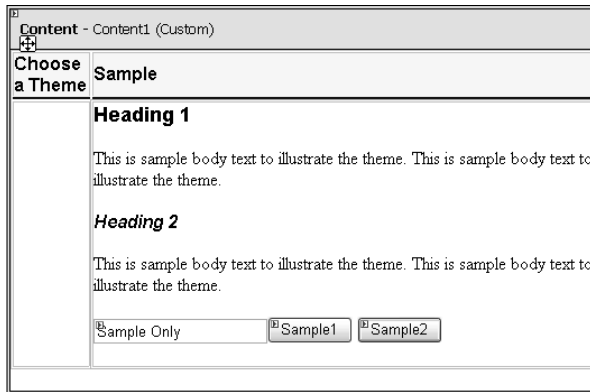 Content - Content1 (Custom)
Choose
a Theme
Sample
Heading 1
This is sample body text to illustrate the theme. This is sample body text to
illustrate the theme.
Heading 2
This is sample body text to illustrate the theme. This is sample body text to
illustrate the theme.
Sample Only
Sample1
Sample2